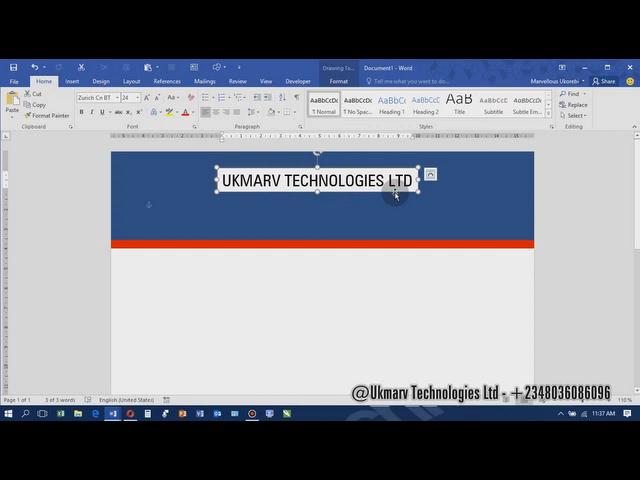 Drawing To... Document1 - Word
File Home Insert Design Layout References Mailings Review View Developer Format Tell me what you want to do... Marvellous Ukorebi Share
Paste Cut Copy Format Painter
Zurich Cn BT 24
AaBbCcDc AaBbCcDc AaBbCc AaBbCcD AaB AaBbCcD AaBbCcDc
¶ Normal ¶ No Spac... Heading 1 Heading 2 Title Subtitle Subtle Em...
Find Replace Select
Clipboard Font Paragraph Styles Editing
UKMARV TECHNOLOGIES LTD
Page 1 of 1 3 of 3 words English (United States) 110%
@Ukmarv Technologies Ltd - + 2348036086096
11:37 AM